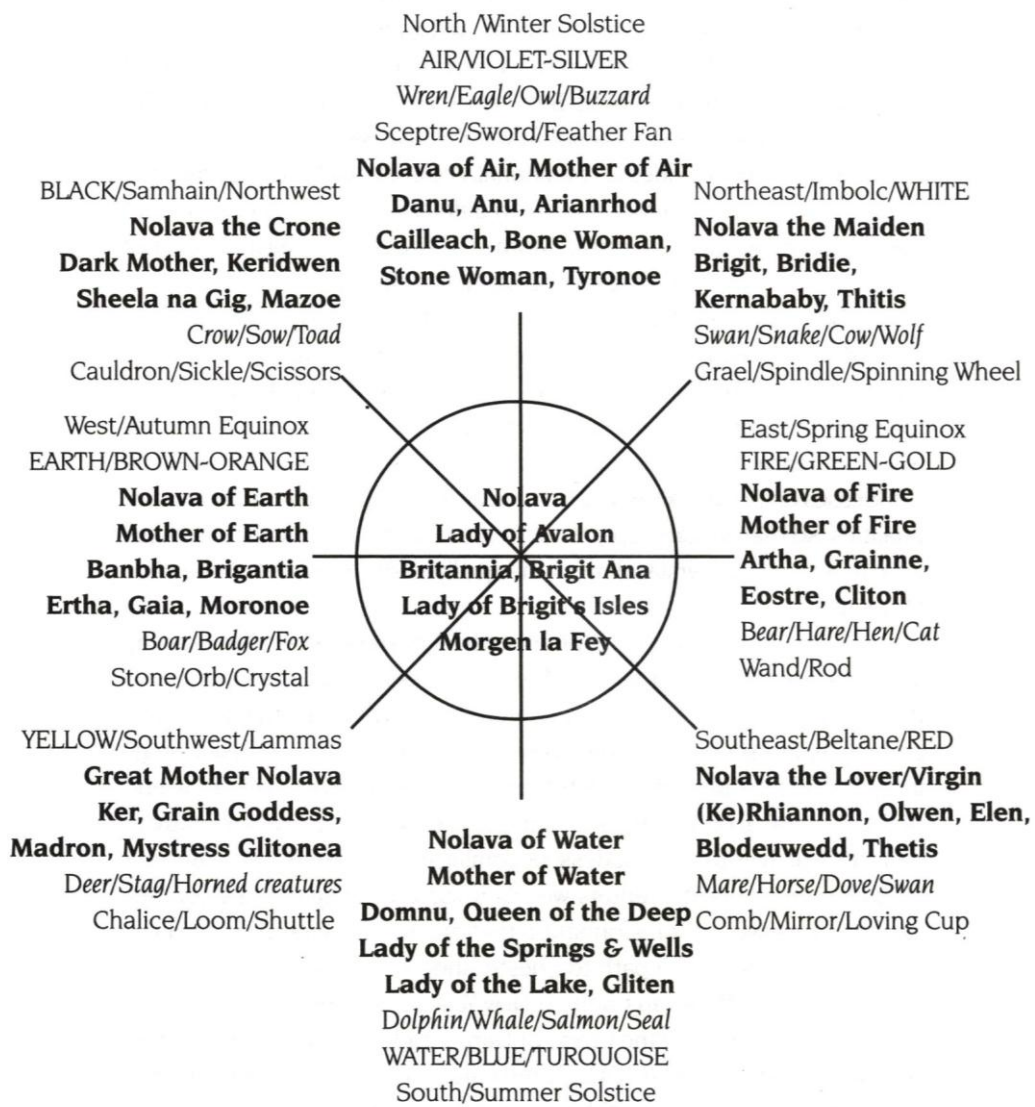 North /Winter Solstice
AIR/VIOLET-SILVER
Wren/Eagle/Owl/Buzzard
Sceptre/Sword/Feather Fan
Nolava of Air, Mother of Air
Danu, Anu, Arianrhod
Cailleach, Bone Woman,
Stone Woman, Tyronoe
BLACK/Samhain/Northwest
Nolava the Crone
Dark Mother, Keridwen
Sheela na Gig, Mazoe
Crow/Sow/Toad
Cauldron/Sickle/Scissors
Northeast/Imbolc/WHITE
Nolava the Maiden
Brigit, Bridie,
Kernababy, Thitis
Swan/Snake/Cow/Wolf
Grael/Spindle/Spinning Wheel
West/Autumn Equinox
EARTH/BROWN-ORANGE
Nolava of Earth
Mother of Earth
Banbha, Brigantia
Ertha, Gaia, Moronoe
Boar/Badger/Fox
Stone/Orb/Crystal
Nolava
Lady of Avalon
Britannia, Brigit Ana
Lady of Brigit's Isles
Morgen la Fey
East/Spring Equinox
FIRE/GREEN-GOLD
Nolava of Fire
Mother of Fire
Artha, Grainne,
Eostre, Cliton
Bear/Hare/Hen/Cat
Wand/Rod
YELLOW/Southwest/Lammas
Great Mother Nolava
Ker, Grain Goddess,
Madron, Mystress Glitonea
Deer/Stag/Horned creatures
Chalice/Loom/Shuttle
Nolava of Water
Mother of Water
Domnu, Queen of the Deep
Lady of the Springs & Wells
Lady of the Lake, Gliten
Dolphin/Whale/Salmon/Seal
WATER/BLUE/TURQUOISE
South/Summer Solstice
Southeast/Beltane/RED
Nolava the Lover/Virgin
(Ke)Rhiannon, Olwen, Elen,
Blodeuwedd, Thetis
Mare/Horse/Dove/Swan
Comb/Mirror/Loving Cup